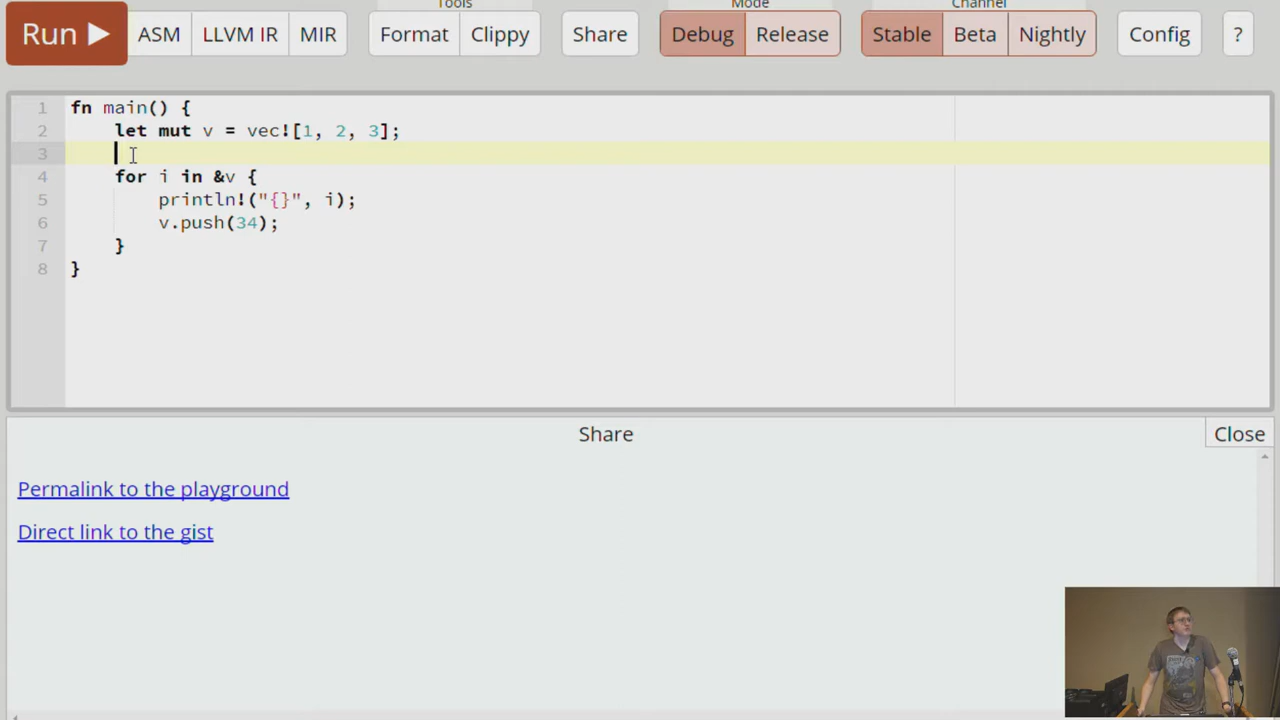 Tools Mode Channel
Run ▶ ASM LLVM IR MIR Format Clippy Share Debug Release Stable Beta Nightly Config ?
1 fn main() {
2     let mut v = vec![1, 2, 3];
3
4     for i in &v {
5         println!("{}", i);
6         v.push(34);
7     }
8 }
Share Close
Permalink to the playground
Direct link to the gist